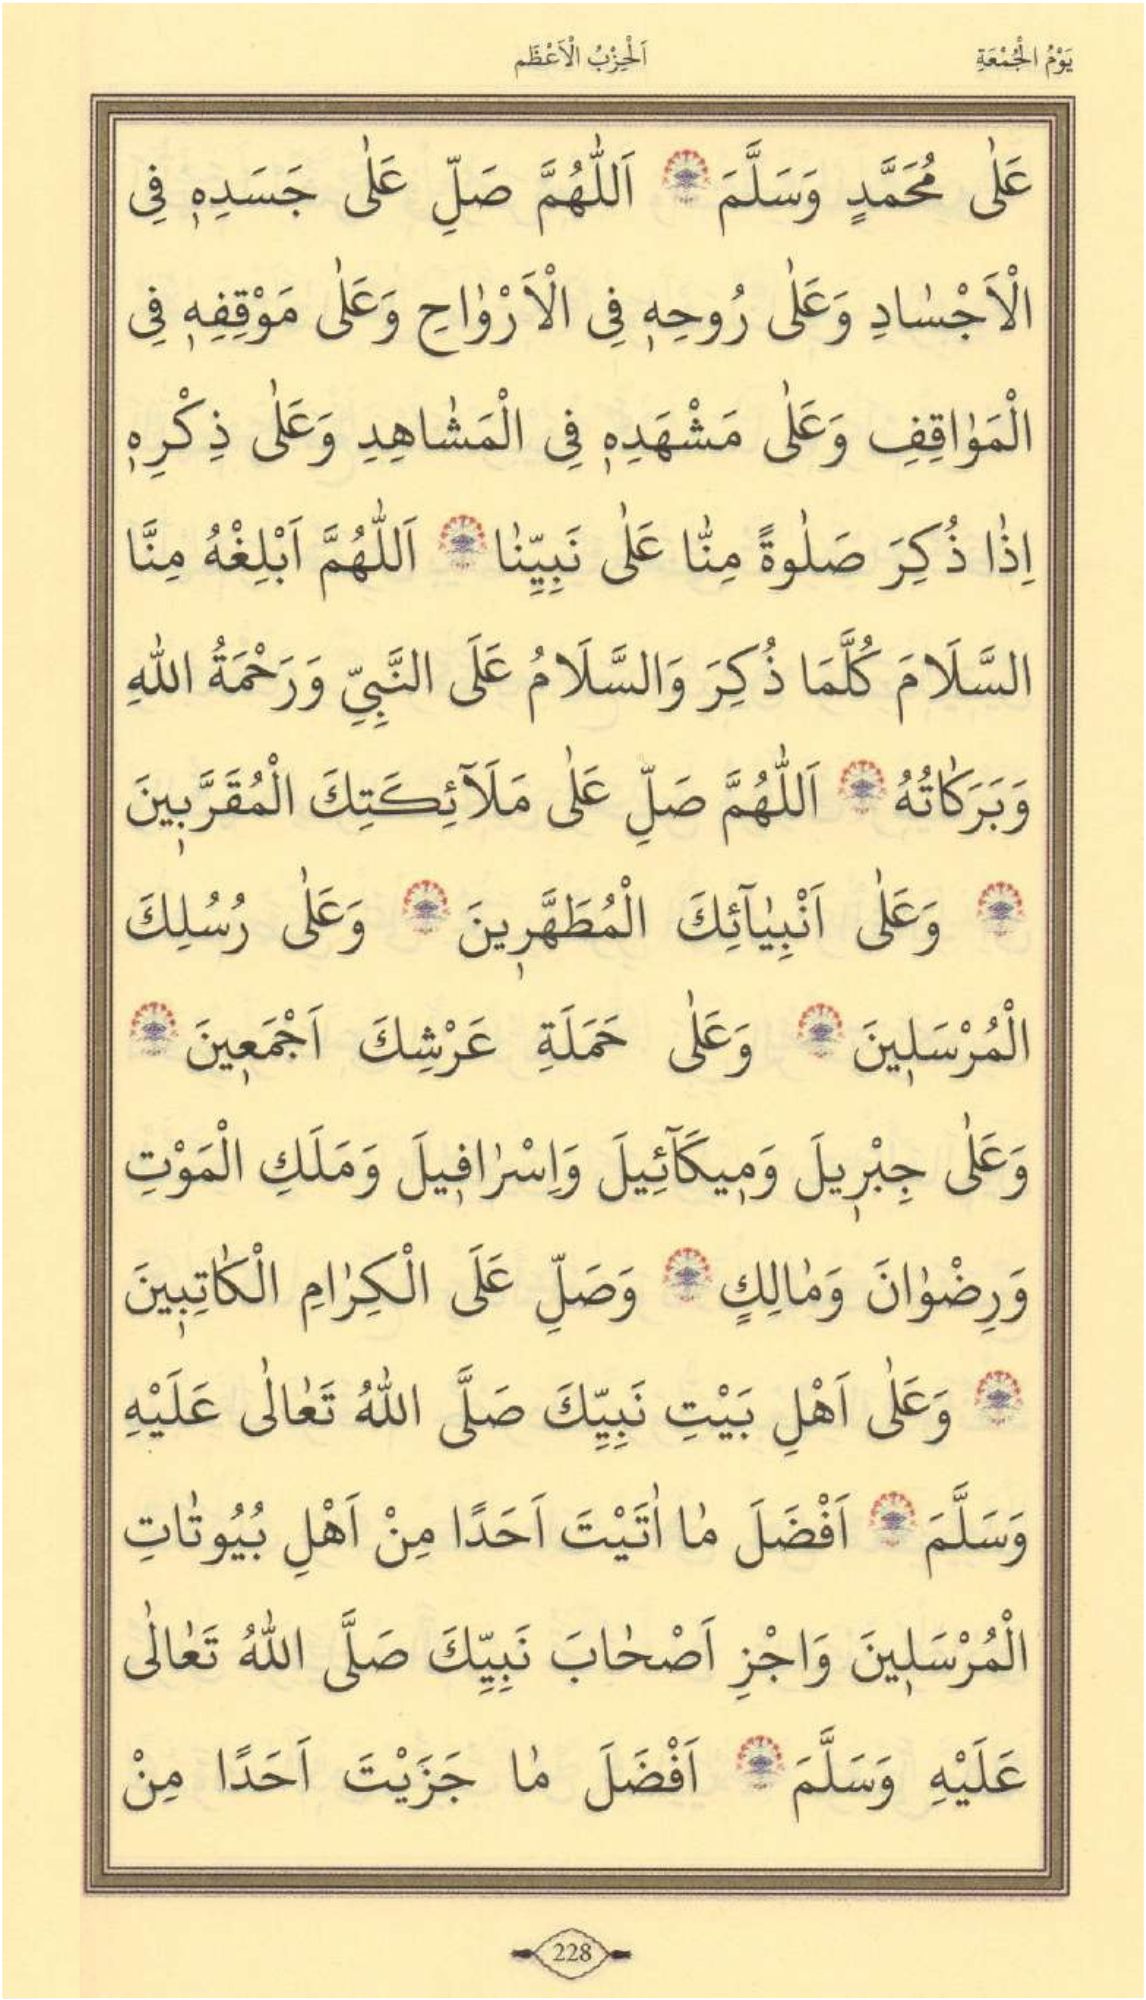 يَوْمُ الْجُمْعَةِ
اَلْحِزْبُ الْاَعْظَم
عَلٰى مُحَمَّدٍ وَسَلَّمَ ۞ اَللّٰهُمَّ صَلِّ عَلٰى جَسَدِهٖ فِى
الْاَجْسٰادِ وَعَلٰى رُوحِهٖ فِى الْاَرْوٰاحِ وَعَلٰى مَوْقِفِهٖ فِى
الْمَوٰاقِفِ وَعَلٰى مَشْهَدِهٖ فِى الْمَشٰاهِدِ وَعَلٰى ذِكْرِهٖ
اِذٰا ذُكِرَ صَلٰوةً مِنّٰا عَلٰى نَبِيِّنٰا ۞ اَللّٰهُمَّ اَبْلِغْهُ مِنَّا
السَّلَامَ كُلَّمَا ذُكِرَ وَالسَّلَامُ عَلَى النَّبِيِّ وَرَحْمَةُ اللّٰهِ
وَبَرَكَاتُهُ ۞ اَللّٰهُمَّ صَلِّ عَلٰى مَلَآئِكَتِكَ الْمُقَرَّبٖينَ
۞ وَعَلٰى اَنْبِيٰآئِكَ الْمُطَهَّرٖينَ ۞ وَعَلٰى رُسُلِكَ
الْمُرْسَلٖينَ ۞ وَعَلٰى حَمَلَةِ عَرْشِكَ اَجْمَعٖينَ ۞
وَعَلٰى جِبْرٖيلَ وَمٖيكَآئِيلَ وَاِسْرٰافٖيلَ وَمَلَكِ الْمَوْتِ
وَرِضْوٰانَ وَمٰالِكٍ ۞ وَصَلِّ عَلَى الْكِرٰامِ الْكَاتِبٖينَ
۞ وَعَلٰى اَهْلِ بَيْتِ نَبِيِّكَ صَلَّى اللّٰهُ تَعٰالٰى عَلَيْهِ
وَسَلَّمَ ۞ اَفْضَلَ مٰا اٰتَيْتَ اَحَدًا مِنْ اَهْلِ بُيُوتٰاتِ
الْمُرْسَلٖينَ وَاجْزِ اَصْحٰابَ نَبِيِّكَ صَلَّى اللّٰهُ تَعٰالٰى
عَلَيْهِ وَسَلَّمَ ۞ اَفْضَلَ مٰا جَزَيْتَ اَحَدًا مِنْ
228